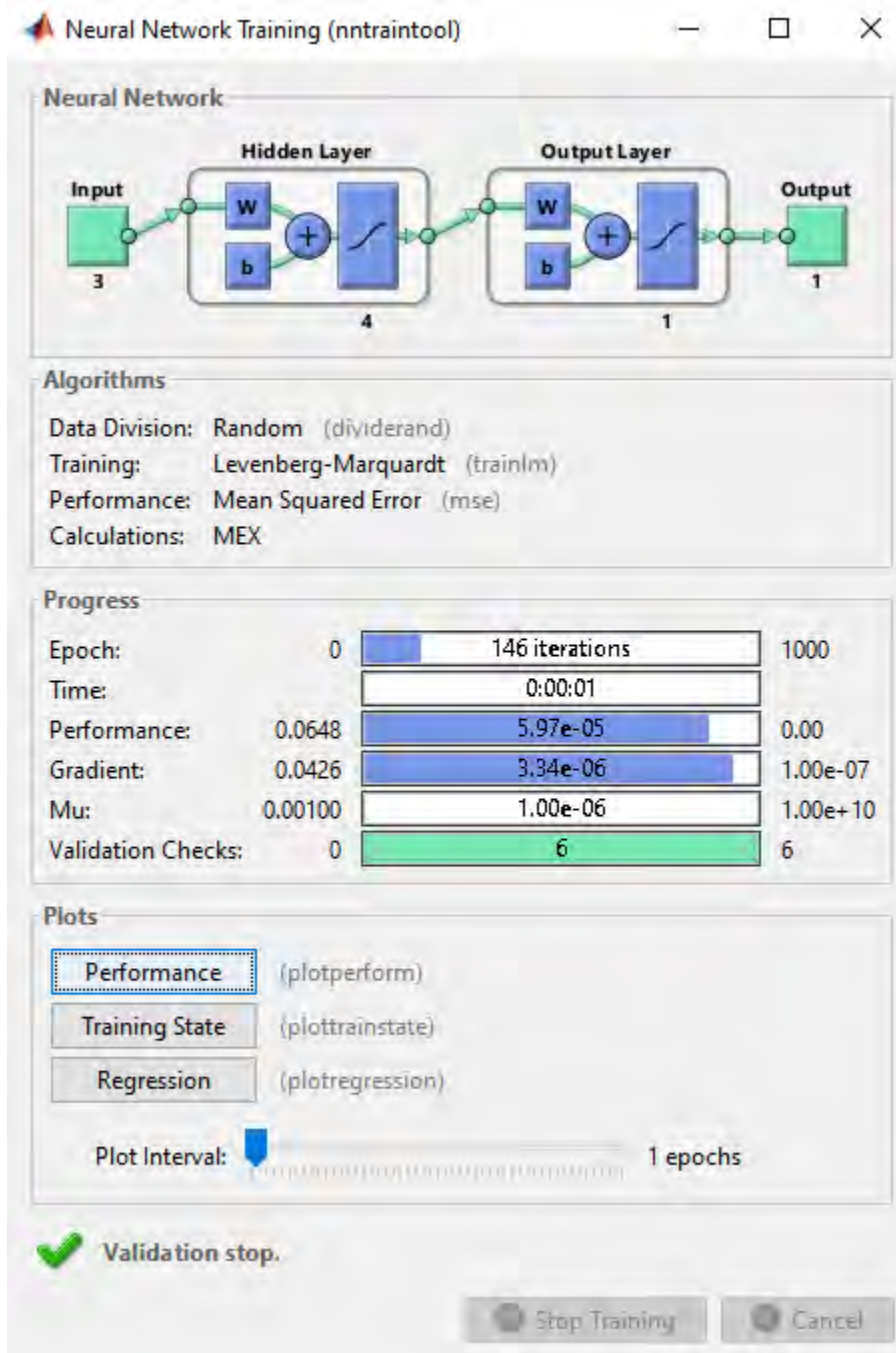 Neural Network Training (nntraintool)
Neural Network
Hidden Layer
Output Layer
Input
Output
W
W
+
+
b
b
3
1
4
1
Algorithms
Data Division: Random (dividerand)
Training: Levenberg-Marquardt (trainlm)
Performance: Mean Squared Error (mse)
Calculations: MEX
Progress
Epoch: 0 146 iterations 1000
Time: 0:00:01
Performance: 0.0648 5.97e-05 0.00
Gradient: 0.0426 3.34e-06 1.00e-07
Mu: 0.00100 1.00e-06 1.00e+10
Validation Checks: 0 6 6
Plots
Performance (plotperform)
Training State (plottrainstate)
Regression (plotregression)
Plot Interval: 1 epochs
Validation stop.
Stop Training Cancel